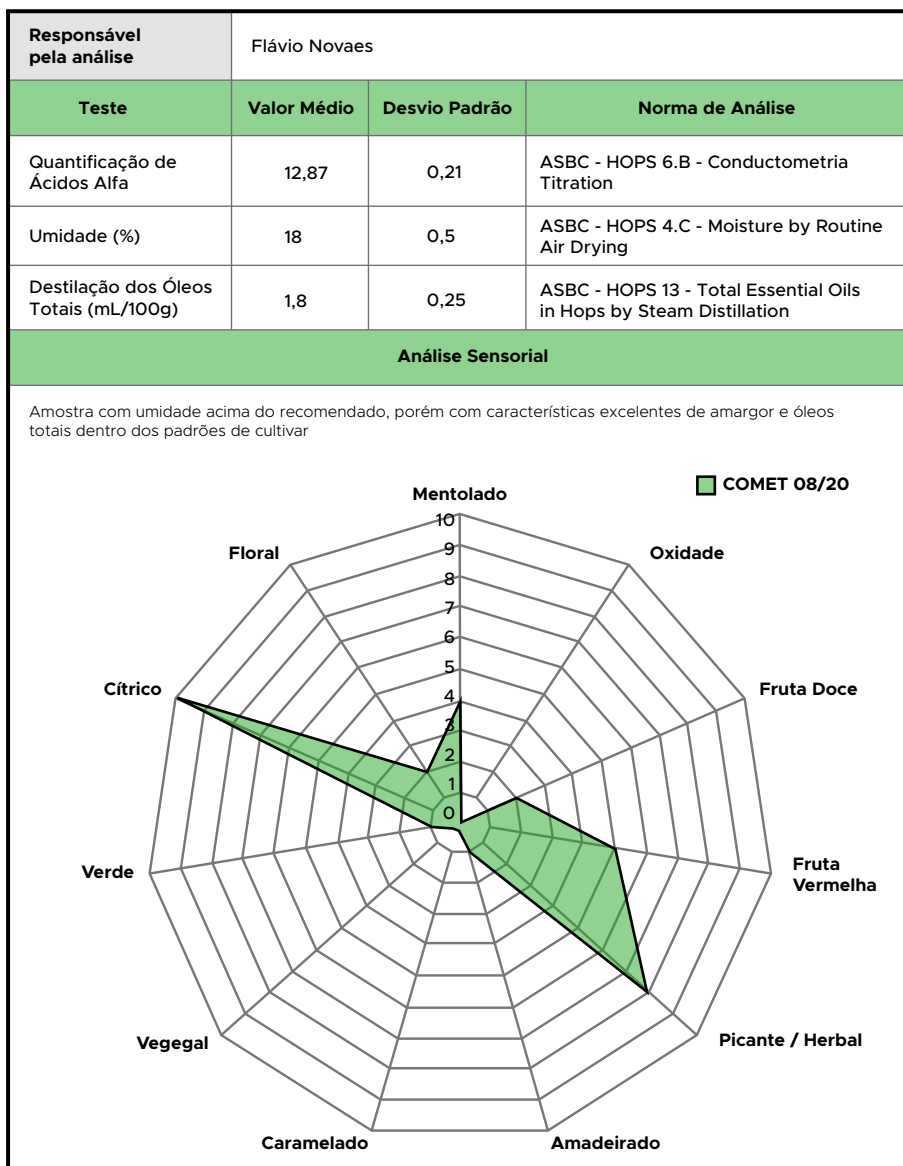 Responsável
pela análise
Flávio Novaes
Teste
Valor Médio
Desvio Padrão
Norma de Análise
Quantificação de
Ácidos Alfa
12,87
0,21
ASBC - HOPS 6.B - Conductometria
Titration
Umidade (%)
18
0,5
ASBC - HOPS 4.C - Moisture by Routine
Air Drying
Destilação dos Óleos
Totais (mL/100g)
1,8
0,25
ASBC - HOPS 13 - Total Essential Oils
in Hops by Steam Distillation
Análise Sensorial
Amostra com umidade acima do recomendado, porém com características excelentes de amargor e óleos
totais dentro dos padrões de cultivar
COMET 08/20
Mentolado
Floral
Oxidade
Cítrico
Fruta Doce
10
9
8
7
6
5
4
3
2
1
0
Verde
Fruta
Vermelha
Vegegal
Picante / Herbal
Caramelado
Amadeirado